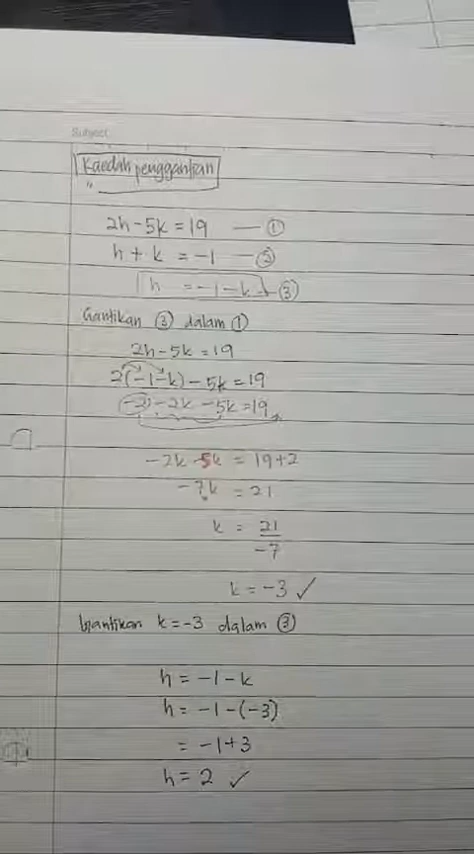 Subject
Kaedah penggantian
2h - 5k = 19 — ①
h + k = -1 — ②
h = -1 - k — ③
Gantikan ③ dalam ①
2h - 5k = 19
2(-1 - k) - 5k = 19
-2 - 2k - 5k = 19
-2k - 5k = 19 + 2
-7k = 21
k = 21/-7
k = -3 ✓
Gantikan k = -3 dalam ③
h = -1 - k
h = -1 - (-3)
= -1 + 3
h = 2 ✓